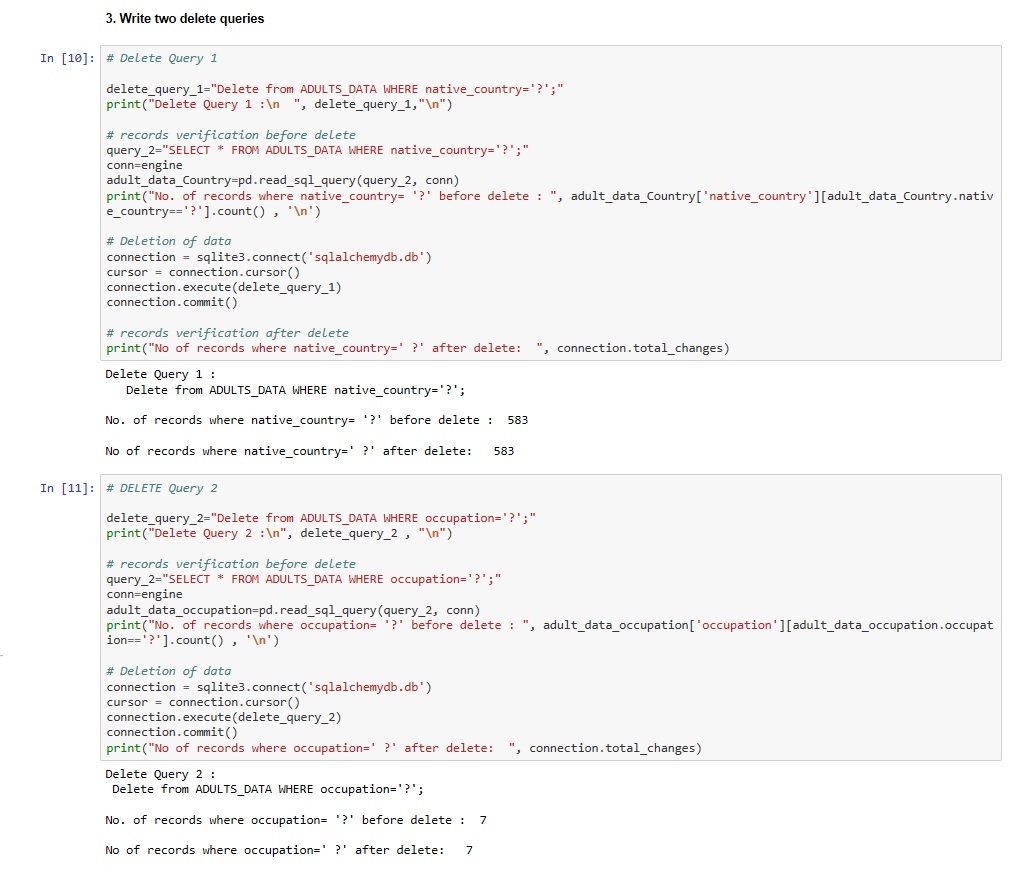 3. Write two delete queries
In [10]: # Delete Query 1
delete_query_1="Delete from ADULTS_DATA WHERE native_country='?';"
print("Delete Query 1 :\n  ", delete_query_1,"\n")
# records verification before delete
query_2="SELECT * FROM ADULTS_DATA WHERE native_country='?';"
conn=engine
adult_data_Country=pd.read_sql_query(query_2, conn)
print("No. of records where native_country= '?' before delete : ", adult_data_Country['native_country'][adult_data_Country.nativ
e_country=='?'].count() , '\n')
# Deletion of data
connection = sqlite3.connect('sqlalchemydb.db')
cursor = connection.cursor()
connection.execute(delete_query_1)
connection.commit()
# records verification after delete
print("No of records where native_country=' ?' after delete:  ", connection.total_changes)
Delete Query 1 :
   Delete from ADULTS_DATA WHERE native_country='?';
No. of records where native_country= '?' before delete :  583
No of records where native_country=' ?' after delete:   583
In [11]: # DELETE Query 2
delete_query_2="Delete from ADULTS_DATA WHERE occupation='?';"
print("Delete Query 2 :\n", delete_query_2 , "\n")
# records verification before delete
query_2="SELECT * FROM ADULTS_DATA WHERE occupation='?';"
conn=engine
adult_data_occupation=pd.read_sql_query(query_2, conn)
print("No. of records where occupation= '?' before delete : ", adult_data_occupation['occupation'][adult_data_occupation.occupat
ion=='?'].count() , '\n')
# Deletion of data
connection = sqlite3.connect('sqlalchemydb.db')
cursor = connection.cursor()
connection.execute(delete_query_2)
connection.commit()
print("No of records where occupation=' ?' after delete:  ", connection.total_changes)
Delete Query 2 :
 Delete from ADULTS_DATA WHERE occupation='?';
No. of records where occupation= '?' before delete :  7
No of records where occupation=' ?' after delete:   7